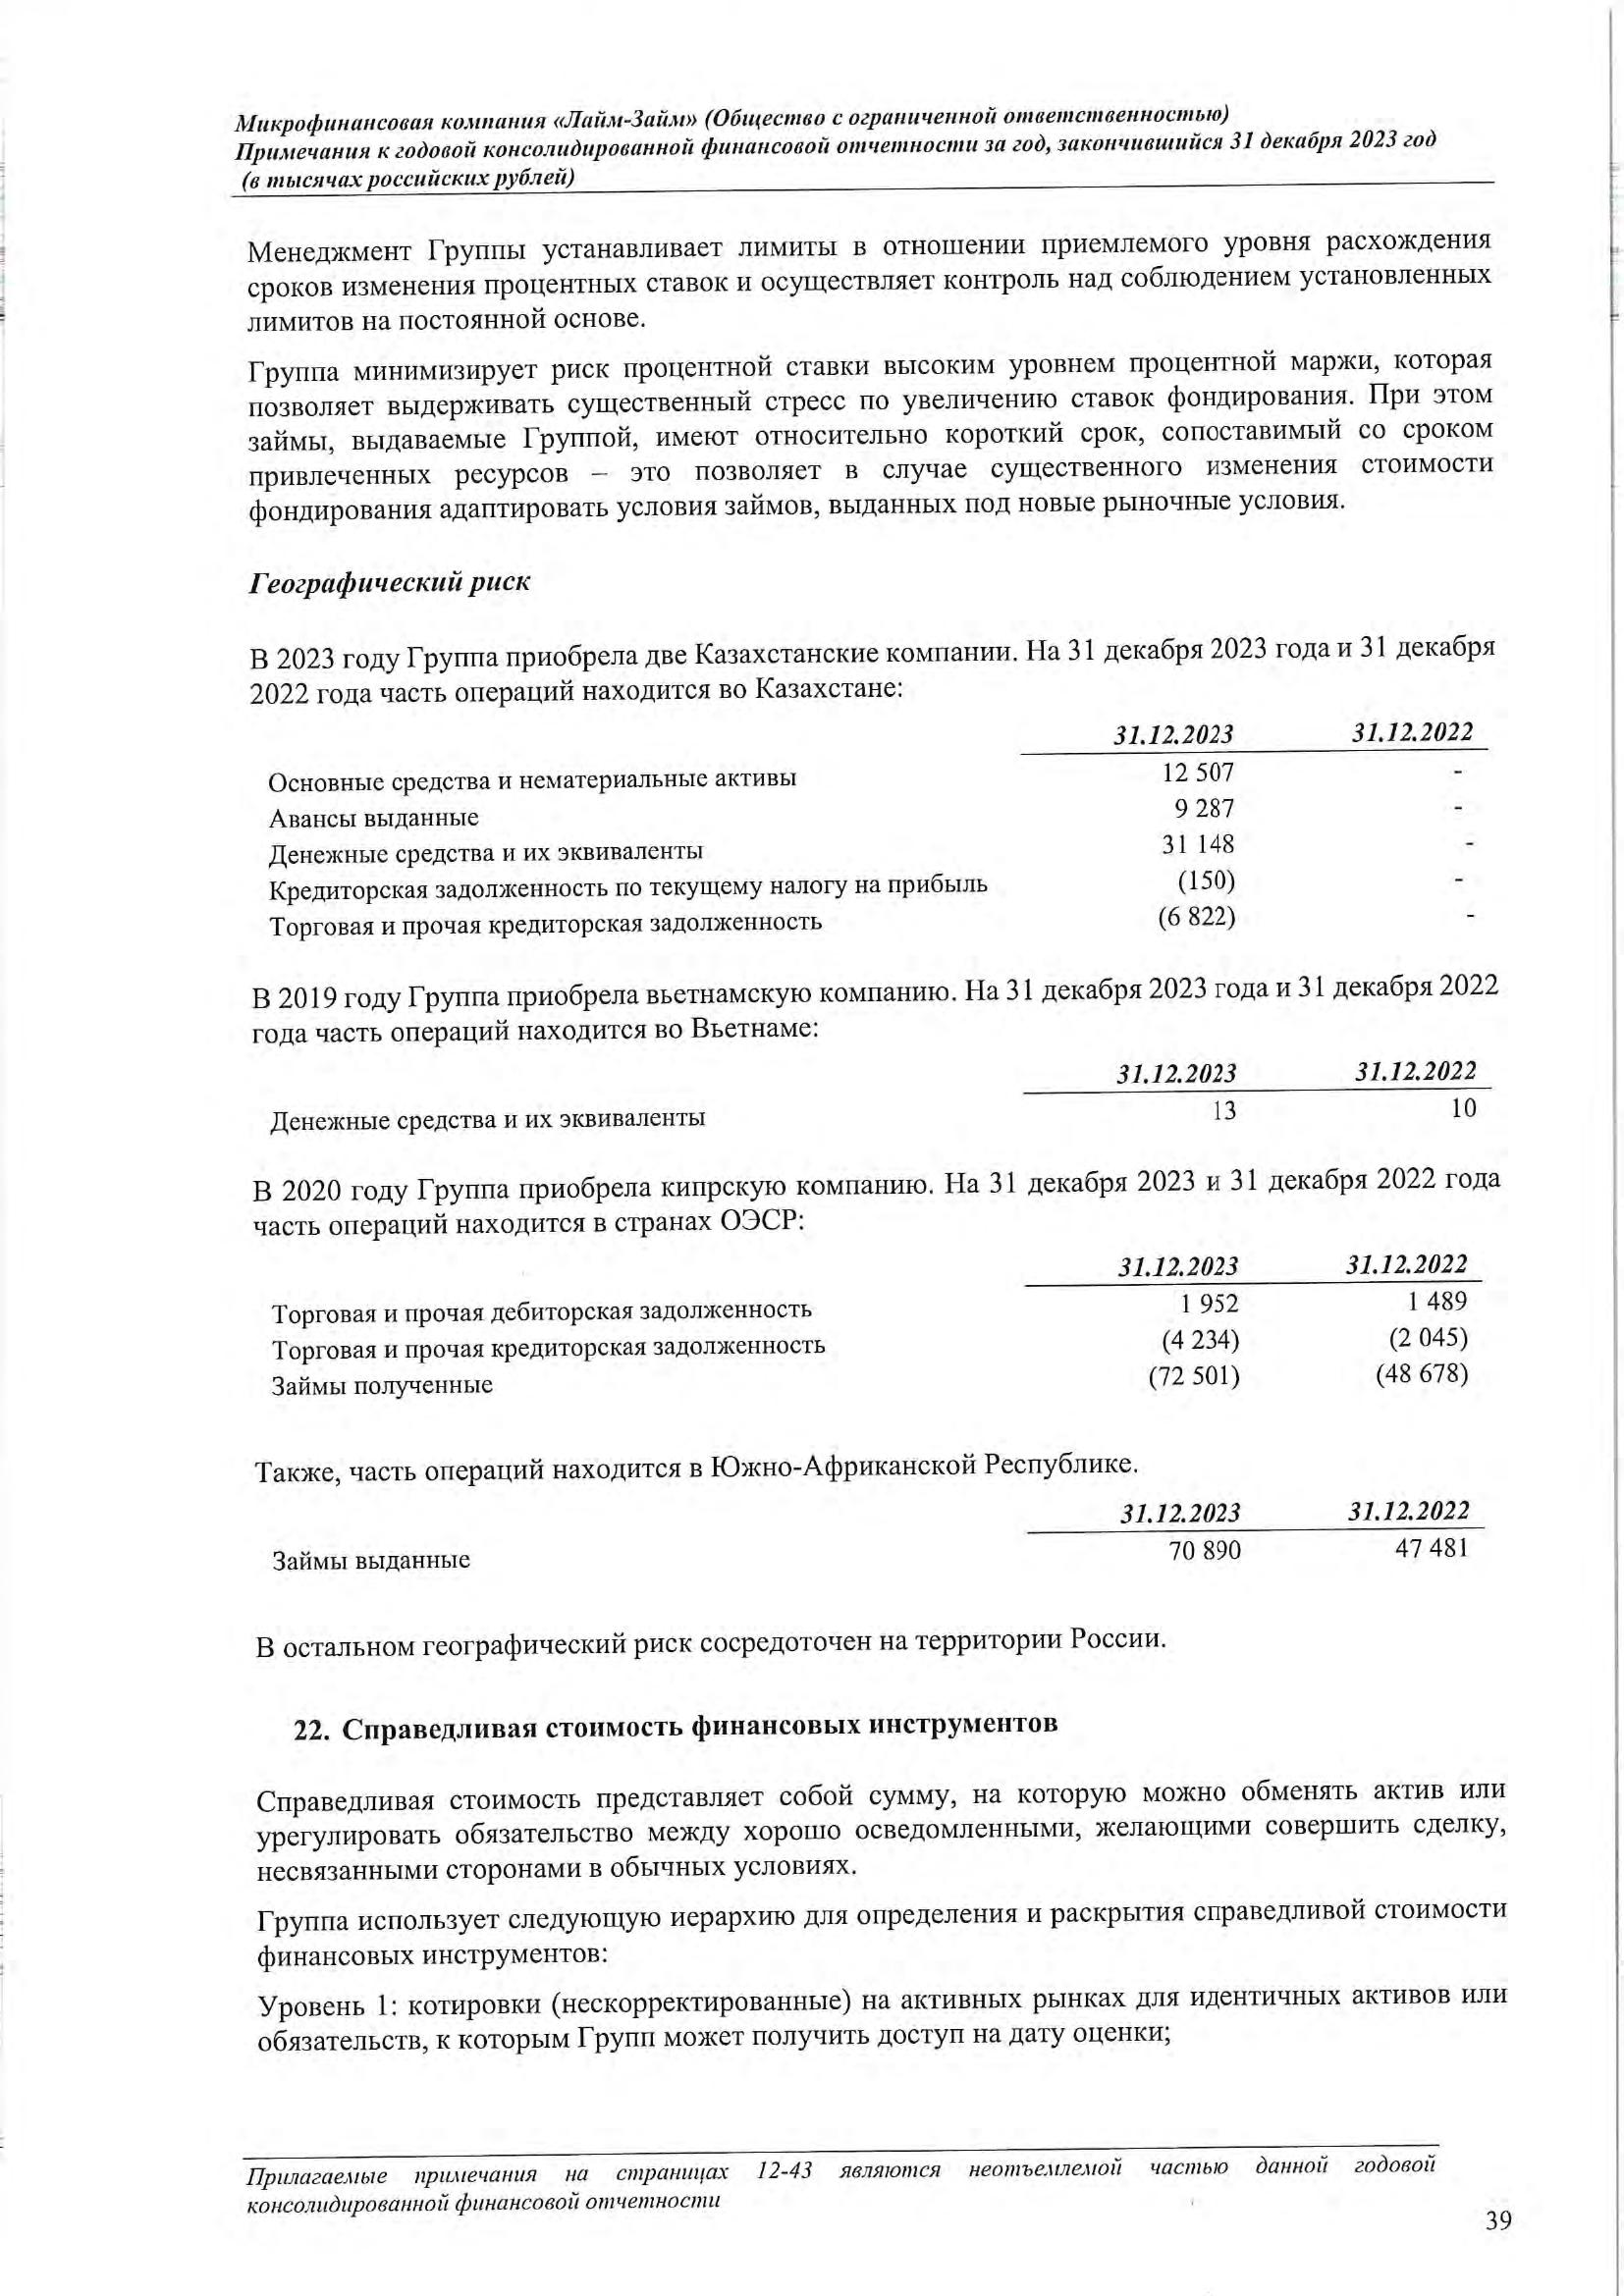 Микрофинансовая компания «Лайм-Займ» (Общество с ограниченной ответственностью)
Примечания к годовой консолидированной финансовой отчетности за год, закончившийся 31 декабря 2023 год
(в тысячах российских рублей)
Менеджмент Группы устанавливает лимиты в отношении приемлемого уровня расхождения
сроков изменения процентных ставок и осуществляет контроль над соблюдением установленных
лимитов на постоянной основе.
Группа минимизирует риск процентной ставки высоким уровнем процентной маржи, которая
позволяет выдерживать существенный стресс по увеличению ставок фондирования. При этом
займы, выдаваемые Группой, имеют относительно короткий срок, сопоставимый со сроком
привлеченных ресурсов – это позволяет в случае существенного изменения стоимости
фондирования адаптировать условия займов, выданных под новые рыночные условия.
Географический риск
В 2023 году Группа приобрела две Казахстанские компании. На 31 декабря 2023 года и 31 декабря
2022 года часть операций находится во Казахстане:
31.12.2023 31.12.2022
Основные средства и нематериальные активы 12 507 -
Авансы выданные 9 287 -
Денежные средства и их эквиваленты 31 148 -
Кредиторская задолженность по текущему налогу на прибыль (150) -
Торговая и прочая кредиторская задолженность (6 822) -
В 2019 году Группа приобрела вьетнамскую компанию. На 31 декабря 2023 года и 31 декабря 2022
года часть операций находится во Вьетнаме:
31.12.2023 31.12.2022
Денежные средства и их эквиваленты 13 10
В 2020 году Группа приобрела кипрскую компанию. На 31 декабря 2023 и 31 декабря 2022 года
часть операций находится в странах ОЭСР:
31.12.2023 31.12.2022
Торговая и прочая дебиторская задолженность 1 952 1 489
Торговая и прочая кредиторская задолженность (4 234) (2 045)
Займы полученные (72 501) (48 678)
Также, часть операций находится в Южно-Африканской Республике.
31.12.2023 31.12.2022
Займы выданные 70 890 47 481
В остальном географический риск сосредоточен на территории России.
22. Справедливая стоимость финансовых инструментов
Справедливая стоимость представляет собой сумму, на которую можно обменять актив или
урегулировать обязательство между хорошо осведомленными, желающими совершить сделку,
несвязанными сторонами в обычных условиях.
Группа использует следующую иерархию для определения и раскрытия справедливой стоимости
финансовых инструментов:
Уровень 1: котировки (нескорректированные) на активных рынках для идентичных активов или
обязательств, к которым Групп может получить доступ на дату оценки;
Прилагаемые примечания на страницах 12-43 являются неотъемлемой частью данной годовой
консолидированной финансовой отчетности
39